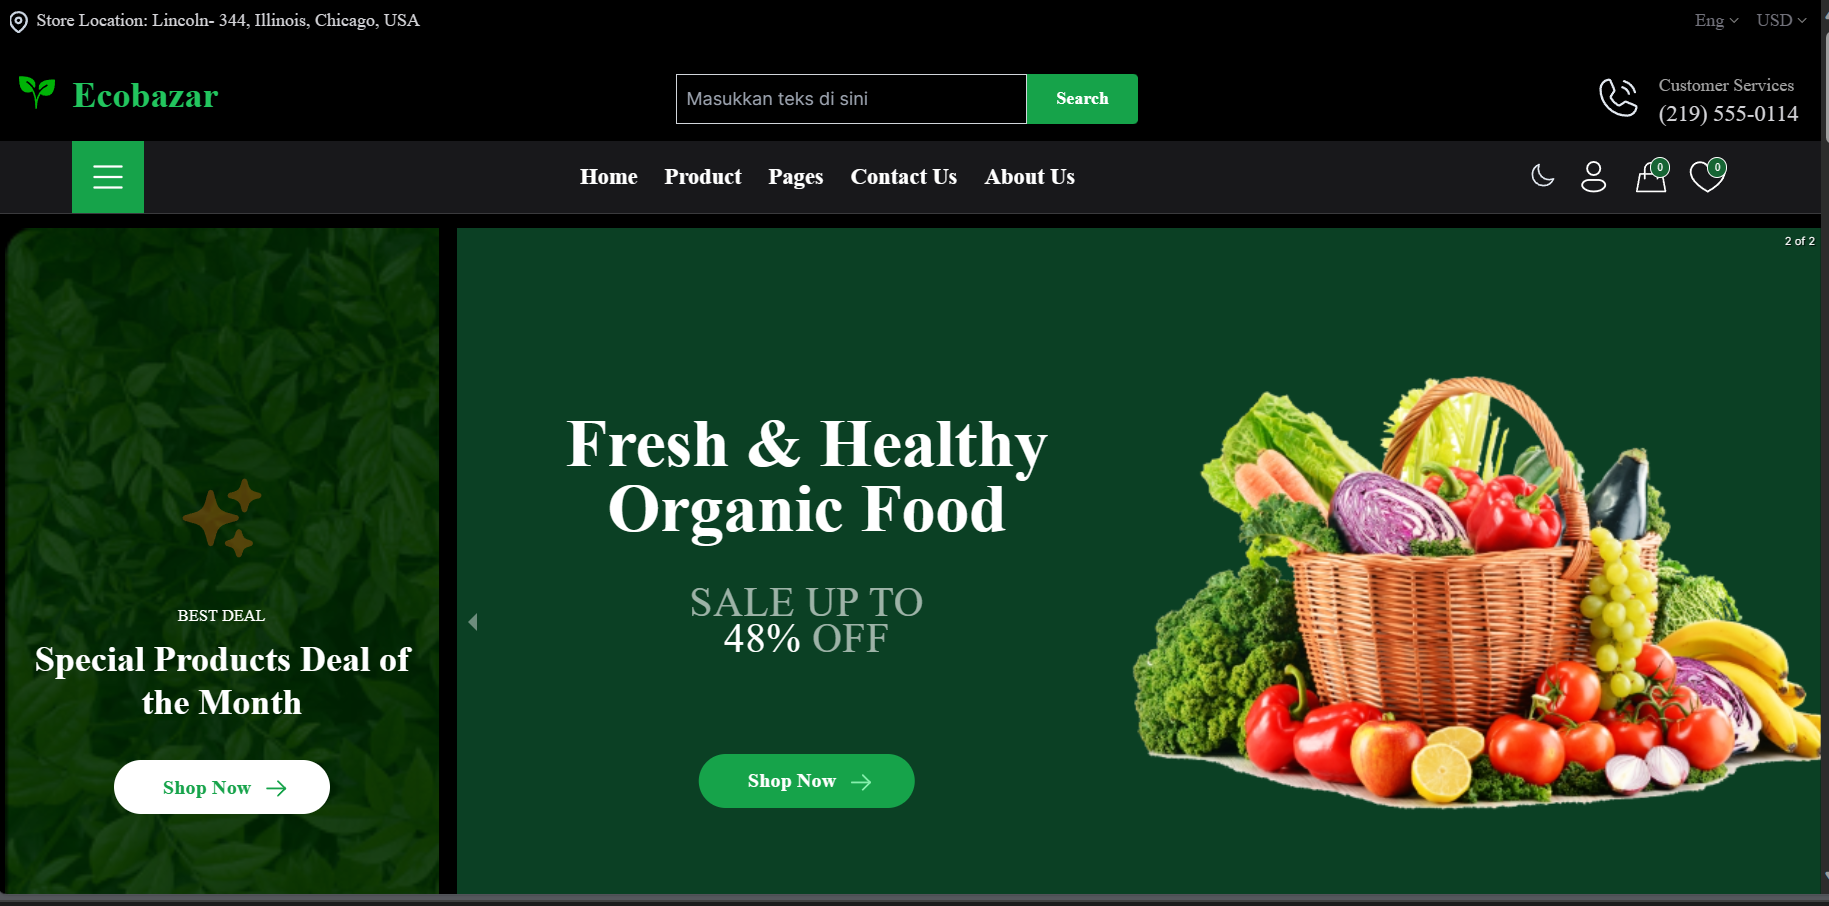 Store Location: Lincoln- 344, Illinois, Chicago, USA
Eng
USD
Ecobazar
Masukkan teks di sini
Search
Customer Services
(219) 555-0114
Home
Product
Pages
Contact Us
About Us
0
0
2 of 2
BEST DEAL
Special Products Deal of
the Month
Shop Now
Fresh & Healthy
Organic Food
SALE UP TO
48% OFF
Shop Now